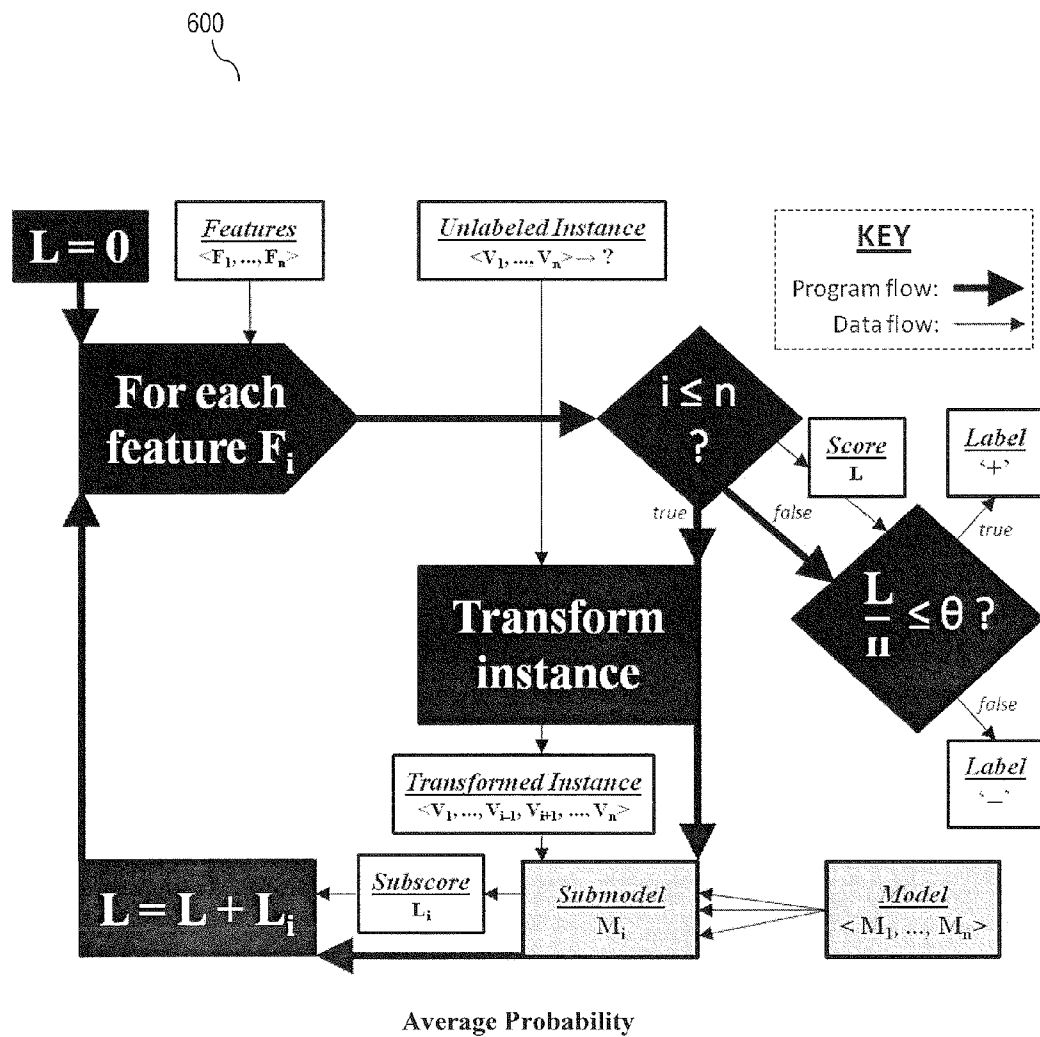 600
L = 0
Features
<F1, ..., Fn>
Unlabeled Instance
<V1, ..., Vn> → ?
KEY
Program flow:
Data flow:
For each
feature Fi
i ≤ n
?
Score
L
Label
‘+’
true
false
true
L
n
≤ θ ?
Transform
instance
false
Label
‘–’
Transformed Instance
<V1, ..., Vi–1, Vi+1, ..., Vn>
L = L + Li
Subscore
Li
Submodel
Mi
Model
< M1, ..., Mn>
Average Probability